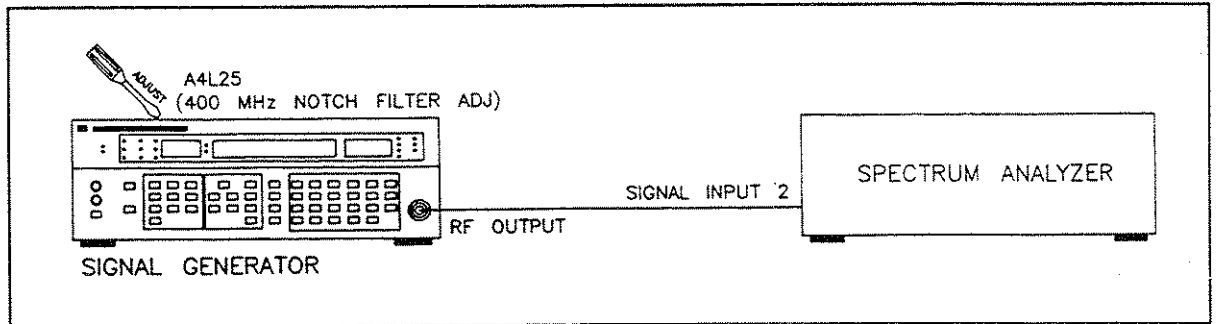 ADJUST
A4L25
(400 MHz NOTCH FILTER ADJ)
SPECTRUM ANALYZER
SIGNAL INPUT 2
RF OUTPUT
SIGNAL GENERATOR